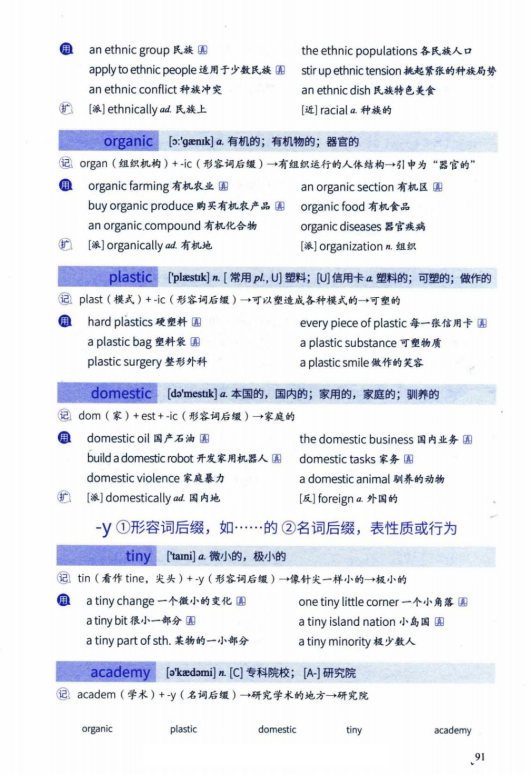 用 an ethnic group 民族 真 the ethnic populations 各民族人口
apply to ethnic people 适用于少数民族 真 stir up ethnic tension 挑起紧张的种族局势
an ethnic conflict 种族冲突 an ethnic dish 民族特色美食
扩 [派] ethnically ad. 民族上 [近] racial a. 种族的
organic [ɔːˈɡænɪk] a. 有机的；有机物的；器官的
记 organ（组织机构）+ -ic（形容词后缀）→有组织运行的人体结构→引申为“器官的”
用 organic farming 有机农业 真 an organic section 有机区 真
buy organic produce 购买有机农产品 真 organic food 有机食品
an organic compound 有机化合物 organic diseases 器官疾病
扩 [派] organically ad. 有机地 [派] organization n. 组织
plastic [ˈplæstɪk] n. [ 常用 pl., U] 塑料；[U]信用卡 a. 塑料的；可塑的；做作的
记 plast（模式）+ -ic（形容词后缀）→可以塑造成各种模式的→可塑的
用 hard plastics 硬塑料 真 every piece of plastic 每一张信用卡 真
a plastic bag 塑料袋 真 a plastic substance 可塑物质
plastic surgery 整形外科 a plastic smile 做作的笑容
domestic [dəˈmestɪk] a. 本国的，国内的；家用的，家庭的；驯养的
记 dom（家）+ est + -ic（形容词后缀）→家庭的
用 domestic oil 国产石油 真 the domestic business 国内业务 真
build a domestic robot 开发家用机器人 真 domestic tasks 家务 真
domestic violence 家庭暴力 a domestic animal 驯养的动物
扩 [派] domestically ad. 国内地 [反] foreign a. 外国的
-y ①形容词后缀，如……的 ②名词后缀，表性质或行为
tiny [ˈtaɪni] a. 微小的，极小的
记 tin（看作 tine，尖头）+ -y（形容词后缀）→像针尖一样小的→极小的
用 a tiny change 一个微小的变化 真 one tiny little corner 一个小角落 真
a tiny bit 很小一部分 真 a tiny island nation 小岛国 真
a tiny part of sth. 某物的一小部分 a tiny minority 极少数人
academy [əˈkædəmi] n. [C] 专科院校；[A-] 研究院
记 academ（学术）+ -y（名词后缀）→研究学术的地方→研究院
organic plastic domestic tiny academy
91